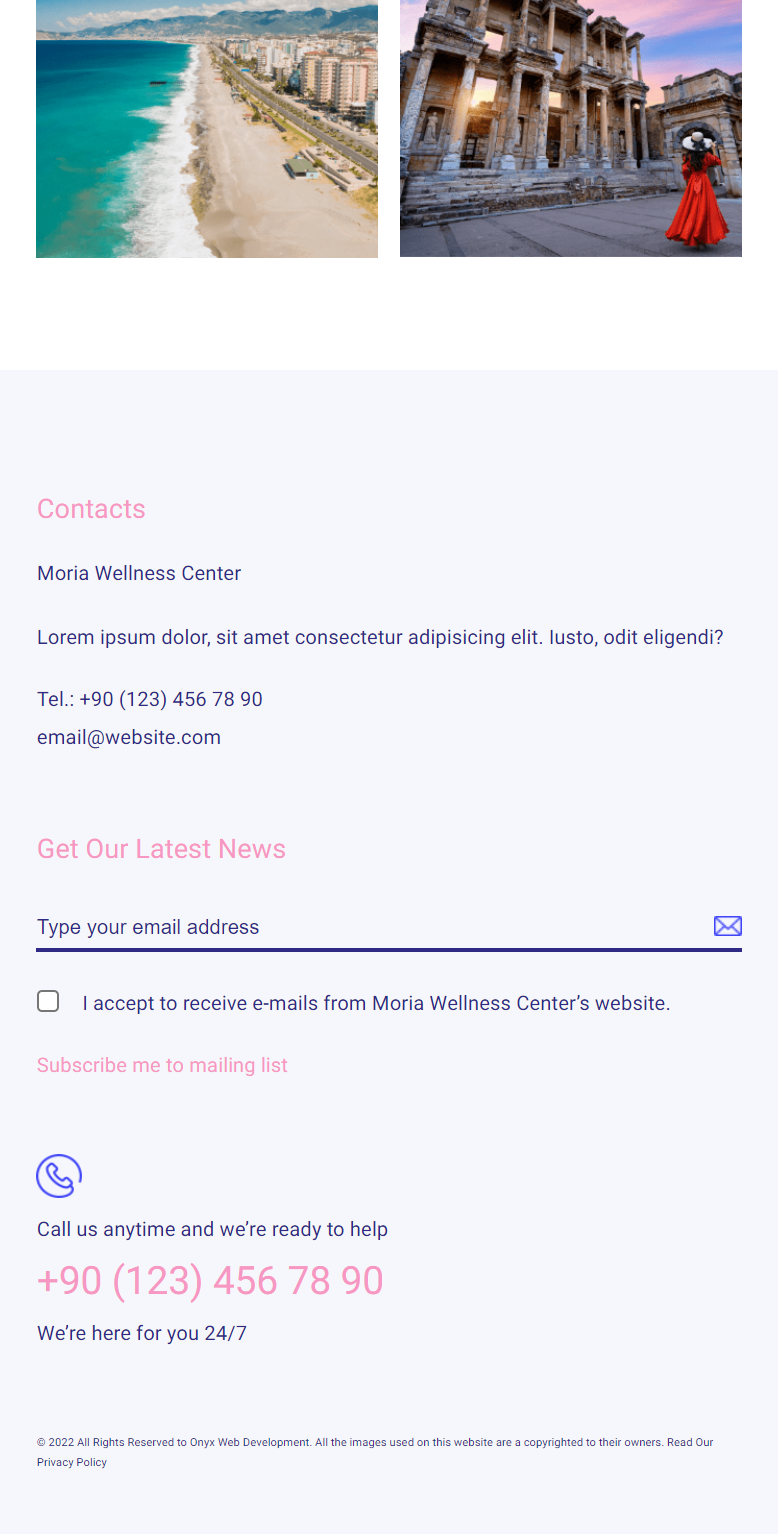 Contacts
Moria Wellness Center
Lorem ipsum dolor, sit amet consectetur adipisicing elit. Iusto, odit eligendi?
Tel.: +90 (123) 456 78 90
email@website.com
Get Our Latest News
Type your email address
I accept to receive e-mails from Moria Wellness Center’s website.
Subscribe me to mailing list
Call us anytime and we’re ready to help
+90 (123) 456 78 90
We’re here for you 24/7
© 2022 All Rights Reserved to Onyx Web Development. All the images used on this website are a copyrighted to their owners. Read Our
Privacy Policy